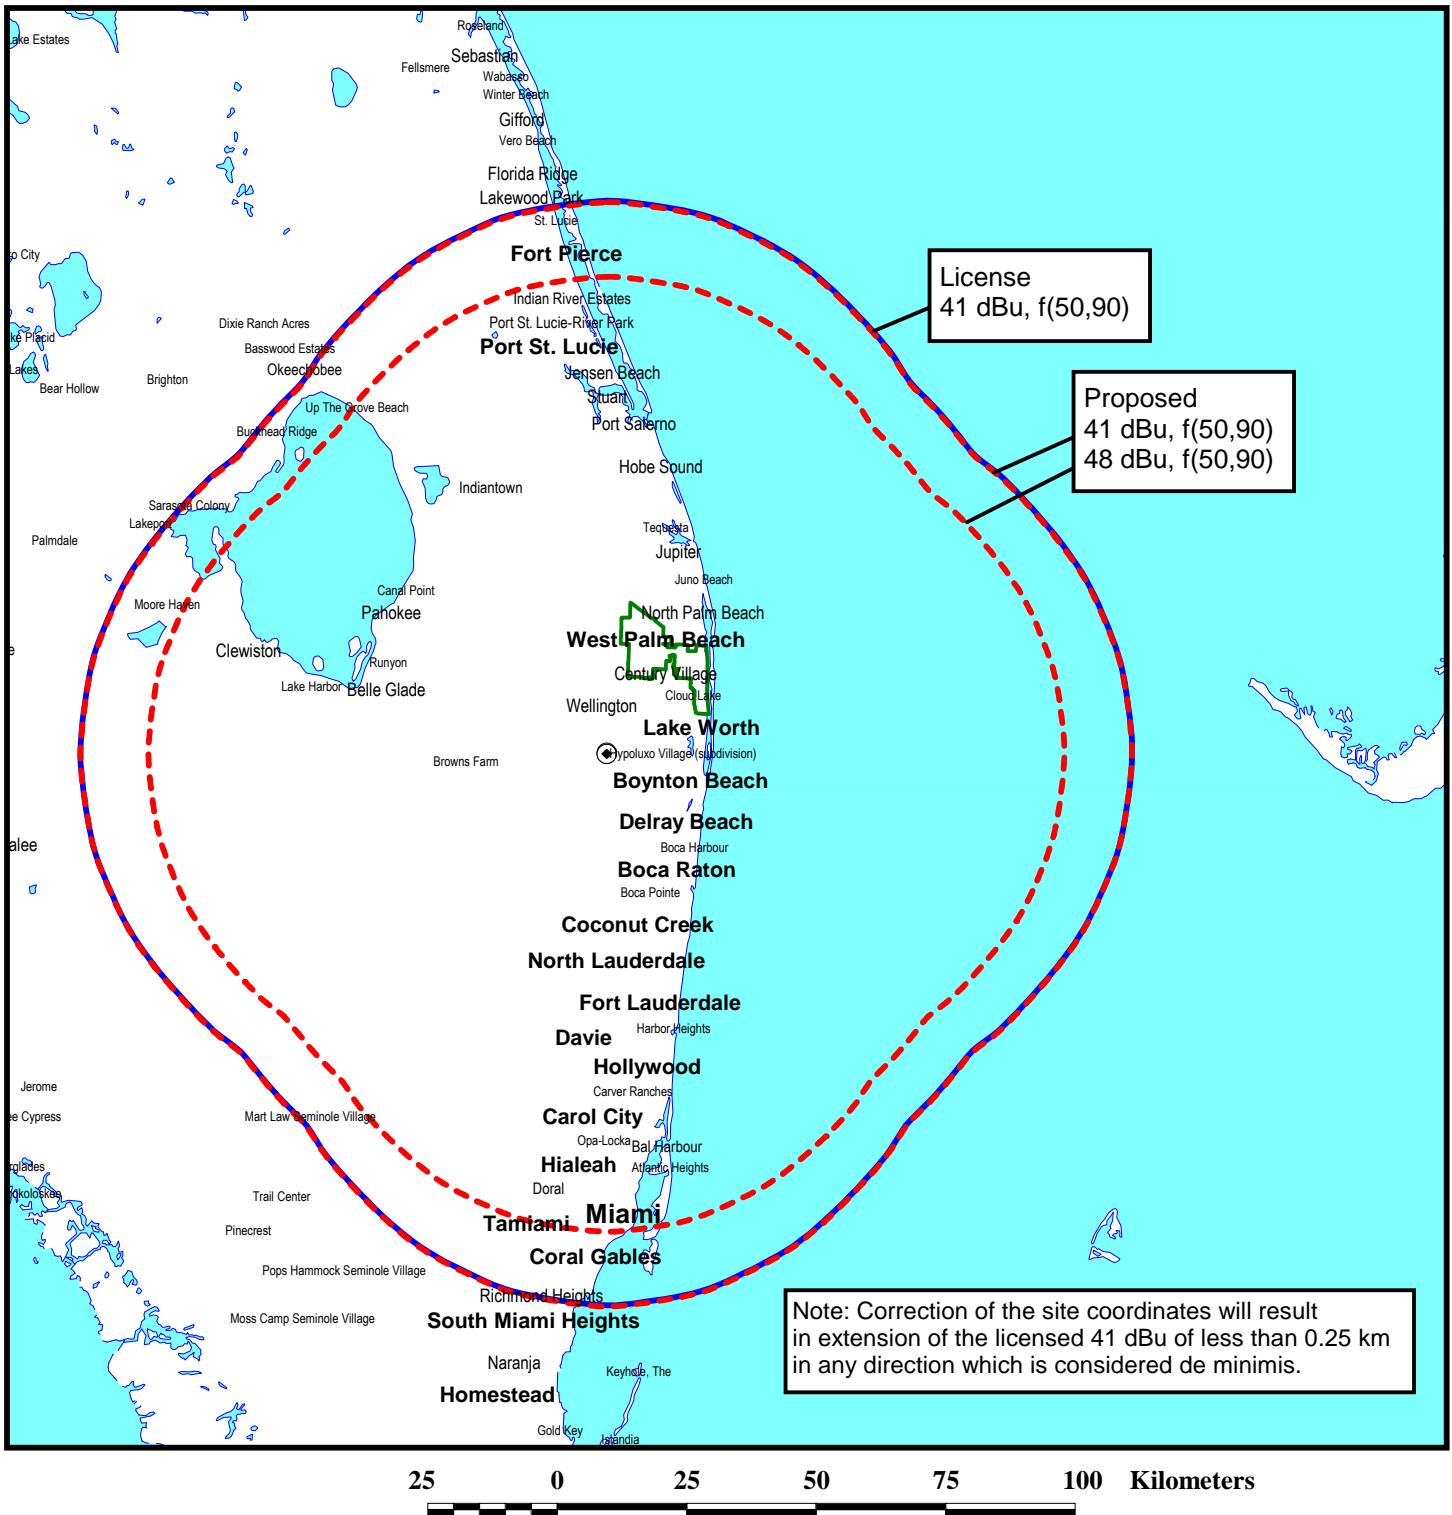 Roseland
Lake Estates
Sebastian
Fellsmere
Wabasso
Winter Beach
Gifford
Vero Beach
Florida Ridge
Lakewood Park
St. Lucie
Fort Pierce
o City
License
41 dBu, f(50,90)
Indian River Estates
Dixie Ranch Acres
Port St. Lucie-River Park
ke Placid
Basswood Estates
Port St. Lucie
Lakes
Okeechobee
Jensen Beach
Brighton
Bear Hollow
Stuart
Proposed
41 dBu, f(50,90)
48 dBu, f(50,90)
Up The Grove Beach
Port Salerno
Buckhead Ridge
Hobe Sound
Indiantown
Sarasota Colony
Lakeport
Tequesta
Palmdale
Jupiter
Juno Beach
Canal Point
Moore Haven
Pahokee
North Palm Beach
West Palm Beach
e
Clewiston
Runyon
Century Village
Lake Harbor
Belle Glade
Cloud Lake
Wellington
Lake Worth
Hypoluxo Village (subdivision)
Browns Farm
Boynton Beach
Delray Beach
alee
Boca Harbour
Boca Raton
Boca Pointe
Coconut Creek
North Lauderdale
Fort Lauderdale
Harbor Heights
Davie
Hollywood
Jerome
Carver Ranches
ee Cypress
Mart Law Seminole Village
Carol City
Opa-Locka
Bal Harbour
Hialeah
Atlantic Heights
rglades
Doral
okoloskee
Trail Center
Miami
Tamiami
Pinecrest
Coral Gables
Pops Hammock Seminole Village
Richmond Heights
Moss Camp Seminole Village
South Miami Heights
Note: Correction of the site coordinates will result
in extension of the licensed 41 dBu of less than 0.25 km
in any direction which is considered de minimis.
Naranja
Keyhole, The
Homestead
Gold Key
Islandia
25 0 25 50 75 100 Kilometers